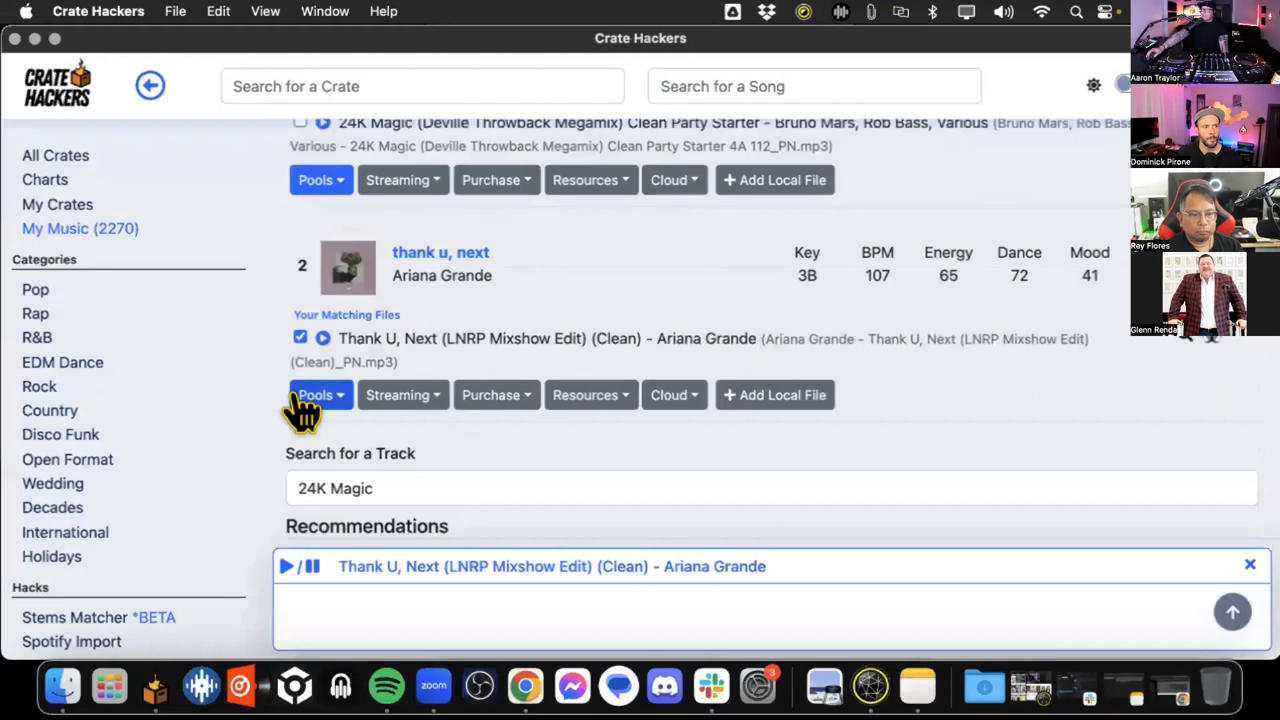 Crate Hackers File Edit View Window Help
Crate Hackers
CRATE
HACKERS
Search for a Crate
Search for a Song
Aaron Traylor
Dominick Pirone
Rey Flores
Glenn Renda
All Crates
Charts
My Crates
My Music (2270)
Categories
Pop
Rap
R&B
EDM Dance
Rock
Country
Disco Funk
Open Format
Wedding
Decades
International
Holidays
Hacks
Stems Matcher *BETA
Spotify Import
24K Magic (Deville Throwback Megamix) Clean Party Starter - Bruno Mars, Rob Bass, Various (Bruno Mars, Rob Bass,
Various - 24K Magic (Deville Throwback Megamix) Clean Party Starter 4A 112_PN.mp3)
Pools Streaming Purchase Resources Cloud + Add Local File
2
thank u, next
Ariana Grande
Key BPM Energy Dance Mood
3B 107 65 72 41
Your Matching Files
Thank U, Next (LNRP Mixshow Edit) (Clean) - Ariana Grande (Ariana Grande - Thank U, Next (LNRP Mixshow Edit)
(Clean)_PN.mp3)
Pools Streaming Purchase Resources Cloud + Add Local File
Search for a Track
24K Magic
Recommendations
Thank U, Next (LNRP Mixshow Edit) (Clean) - Ariana Grande
zoom
3